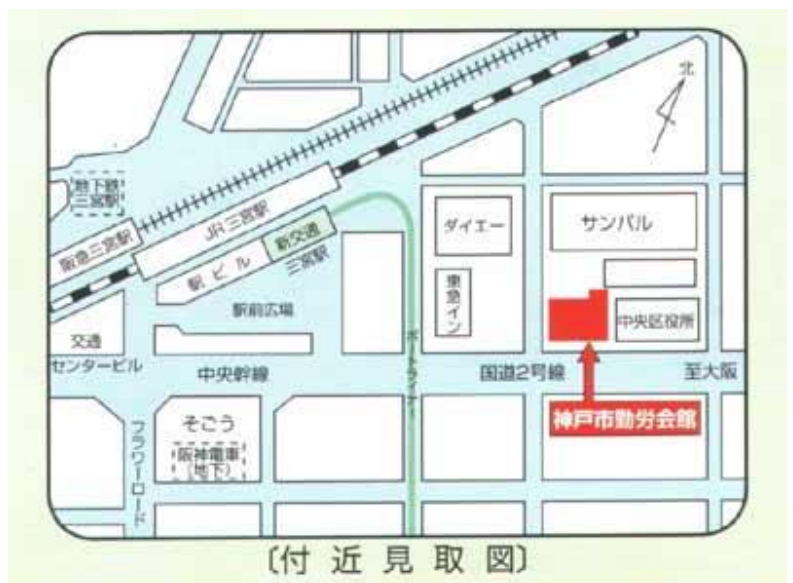 北
地下鉄
三宮駅
阪急三宮駅
JR三宮駅
駅ビル
新交通
三宮駅
駅前広場
ダイエー
サンパル
東急イン
中央区役所
交通
センタービル
中央幹線
ポートライナー
国道2号線
至大阪
神戸市勤労会館
フラワーロード
そごう
阪神電車
(地下)
〔付近見取図〕